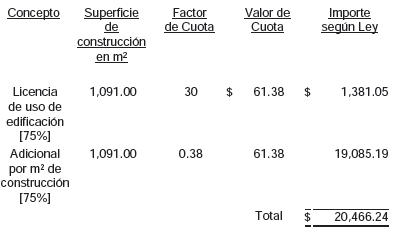 Concepto Superficie de construcción en m² Factor de Cuota Valor de Cuota Importe según Ley
Licencia de uso de edificación [75%] 1,091.00 30 $ 61.38 $ 1,381.05
Adicional por m² de construcción [75%] 1,091.00 0.38 61.38 19,085.19
Total $ 20,466.24